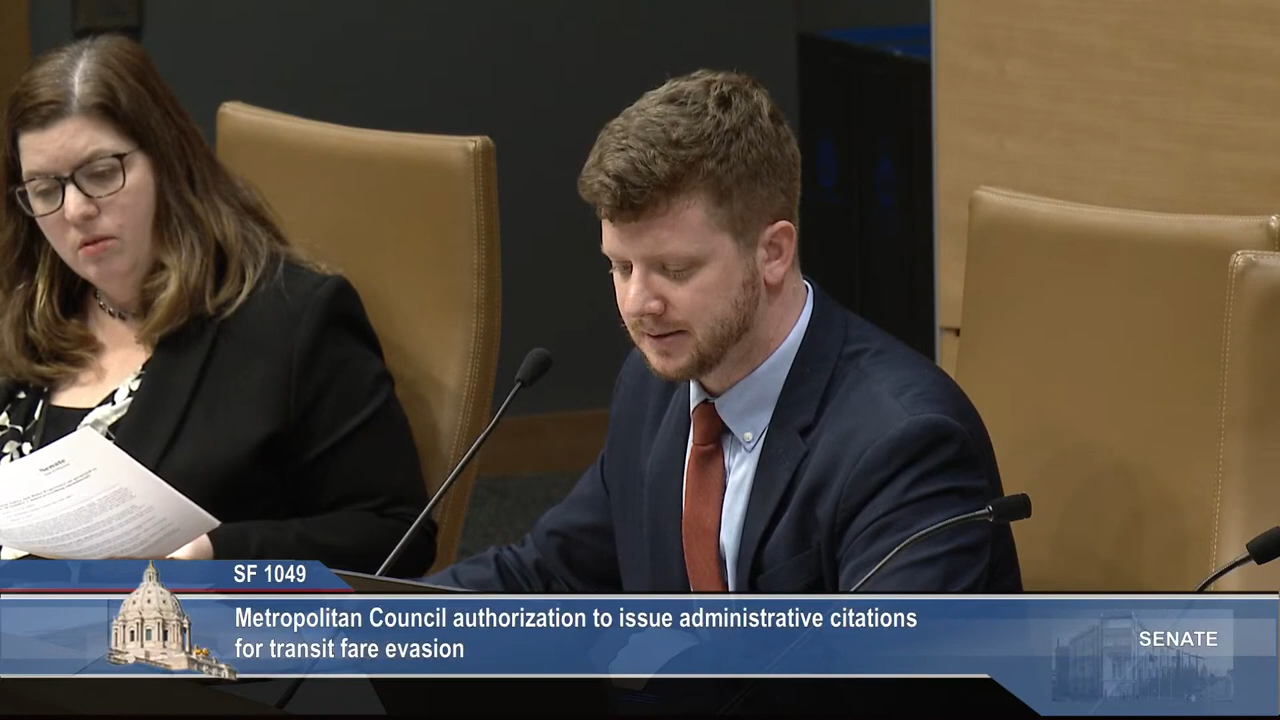 Senate
SF 1049
Metropolitan Council authorization to issue administrative citations
for transit fare evasion
SENATE